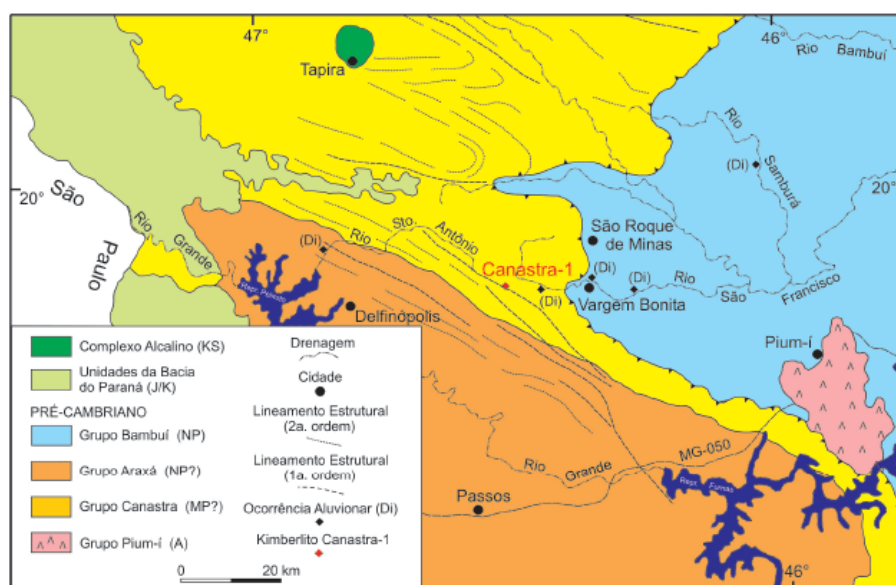 47°
46°
Rio Bambuí
Tapira
Rio Samburá
(Di)
20°
20°
São Paulo
Rio Grande
Sto.
Rio Antônio
(Di)
São Roque
de Minas
Canastra-1
(Di)
(Di)
(Di)
Vargem Bonita
Rio São Francisco
Repr. Peixoto
Delfinópolis
Pium-í
MG-050
Rio Grande
Repr. Furnas
Passos
46°
Complexo Alcalino (KS)
Unidades da Bacia
do Paraná (J/K)
PRÉ-CAMBRIANO
Grupo Bambuí (NP)
Grupo Araxá (NP?)
Grupo Canastra (MP?)
Grupo Pium-í (A)
Drenagem
Cidade
Lineamento Estrutural
(2a. ordem)
Lineamento Estrutural
(1a. ordem)
Ocorrência Aluvionar (Di)
Kimberlito Canastra-1
0 20 km